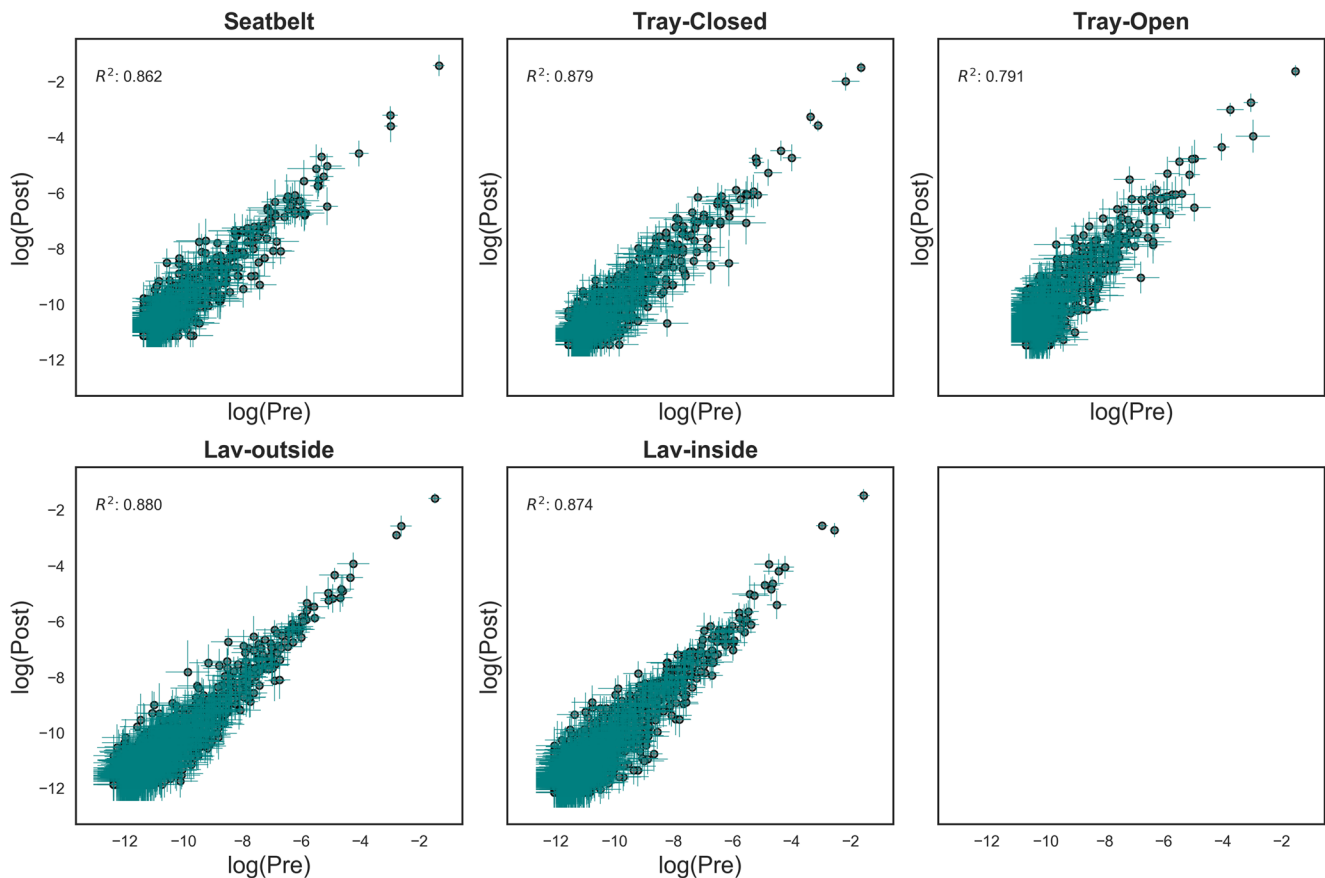 Seatbelt
Tray-Closed
Tray-Open
R²: 0.862
R²: 0.879
R²: 0.791
−2
−4
−6
−8
−10
−12
log(Post)
log(Post)
log(Post)
log(Pre)
log(Pre)
log(Pre)
Lav-outside
Lav-inside
R²: 0.880
R²: 0.874
−2
−4
−6
−8
−10
−12
log(Post)
log(Post)
−12 −10 −8 −6 −4 −2
−12 −10 −8 −6 −4 −2
−12 −10 −8 −6 −4 −2
log(Pre)
log(Pre)